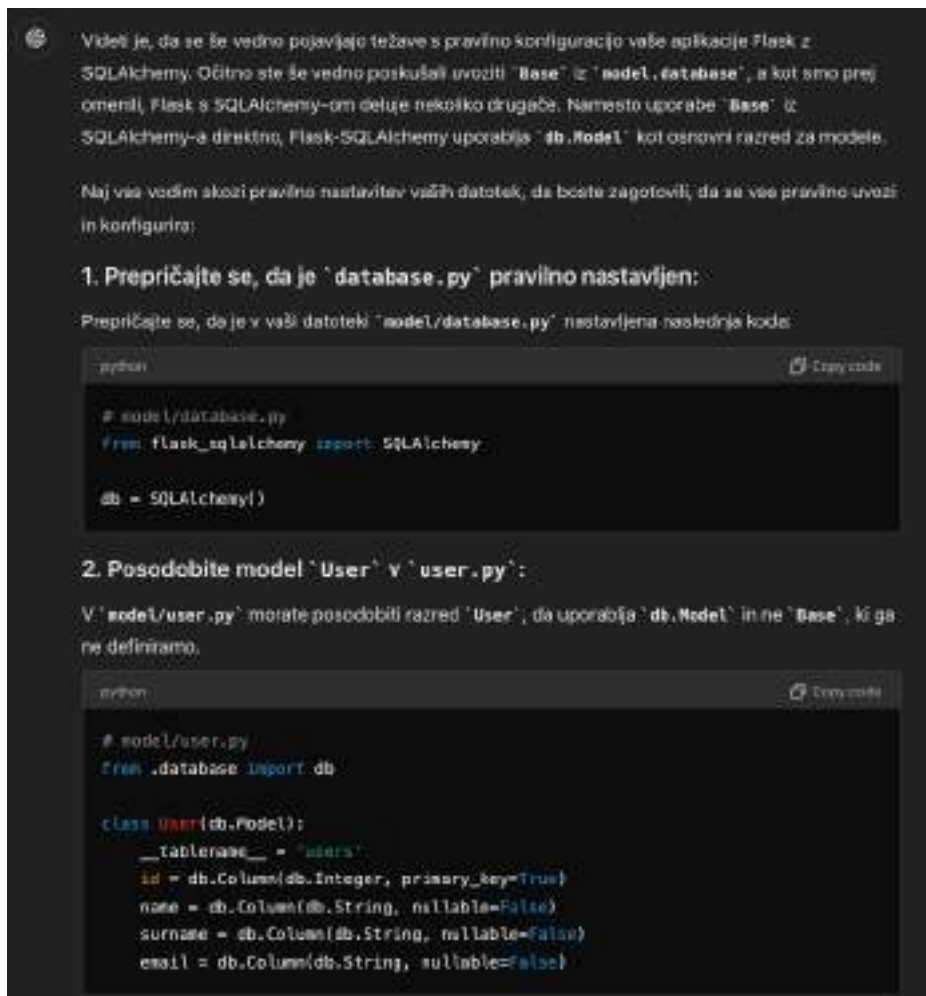 Videti je, da se še vedno pojavljajo težave s pravilno konfiguracijo vaše aplikacije Flask z
SQLAlchemy. Očitno ste še vedno poskušali uvoziti `Base` iz `model.database`, a kot smo prej
omenili, Flask s SQLAlchemy-om deluje nekoliko drugače. Namesto uporabe `Base` iz
SQLAlchemy-a direktno, Flask-SQLAlchemy uporablja `db.Model` kot osnovni razred za modele.
Naj vas vodim skozi pravilno nastavitev vaših datotek, da boste zagotovili, da se vse pravilno uvozi
in konfigurira:
1. Prepričajte se, da je `database.py` pravilno nastavljen:
Prepričajte se, da je v vaši datoteki `model/database.py` nastavljena naslednja koda:
python Copy code
# model/database.py
from flask_sqlalchemy import SQLAlchemy
db = SQLAlchemy()
2. Posodobite model `User` v `user.py`:
V `model/user.py` morate posodobiti razred `User`, da uporablja `db.Model` in ne `Base`, ki ga
ne definiramo.
python Copy code
# model/user.py
from .database import db
class User(db.Model):
__tablename__ = 'users'
id = db.Column(db.Integer, primary_key=True)
name = db.Column(db.String, nullable=False)
surname = db.Column(db.String, nullable=False)
email = db.Column(db.String, nullable=False)